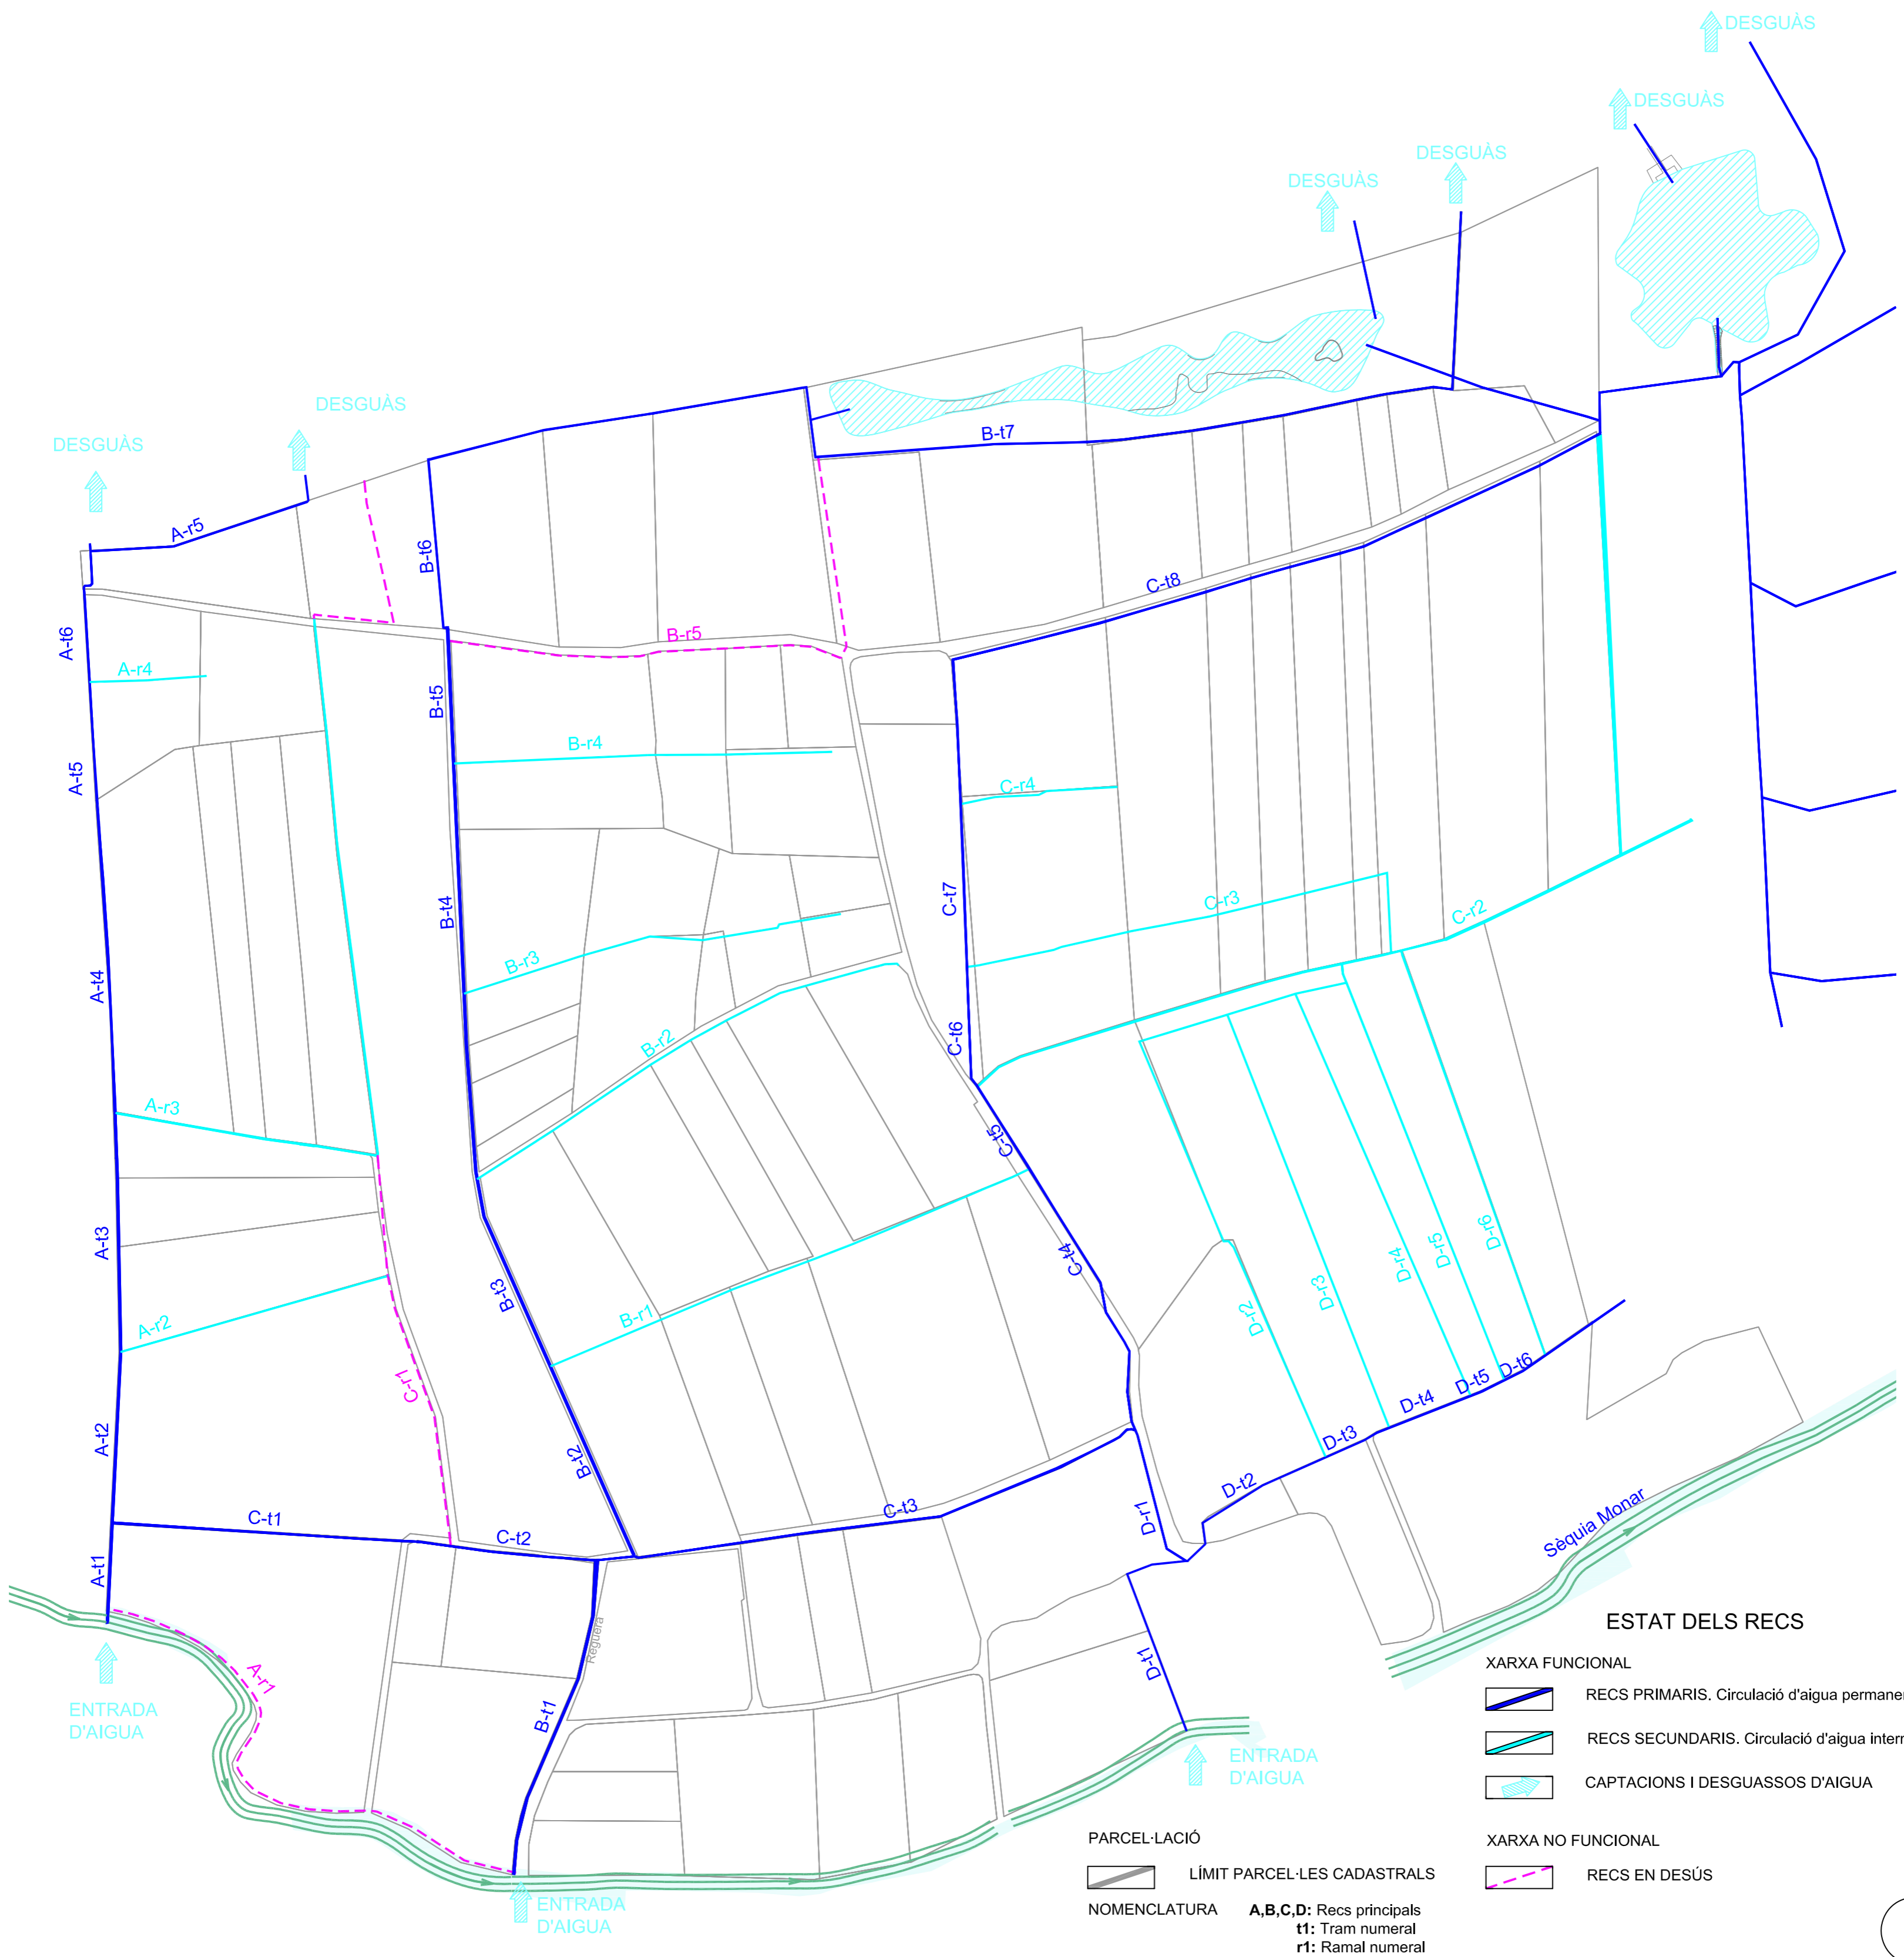 DESGUÀS
DESGUÀS
DESGUÀS
DESGUÀS
DESGUÀS
DESGUÀS
A-r5
B-t6
B-t7
C-t8
A-t6
A-r4
B-r5
B-t5
B-r4
A-t5
C-r4
B-t4
C-t7
C-r3
C-r2
B-r3
A-t4
B-r2
C-t6
A-r3
C-t5
A-t3
C-t4
D-r2
D-r3
D-r4
D-r5
D-r6
B-t3
B-r1
A-r2
C-r1
A-t2
B-t2
D-t6
D-t5
D-t4
D-t3
D-t2
C-t1
C-t2
C-t3
D-r1
Sèquia Monar
A-t1
Reguera
A-r1
D-t1
B-t1
ENTRADA
D'AIGUA
ENTRADA
D'AIGUA
ENTRADA
D'AIGUA
ESTAT DELS RECS
XARXA FUNCIONAL
RECS PRIMARIS. Circulació d'aigua
RECS SECUNDARIS. Circulació d'aigua
CAPTACIONS I DESGUASSOS D'AIGUA
XARXA NO FUNCIONAL
RECS EN DESÚS
PARCEL·LACIÓ
LÍMIT PARCEL·LES CADASTRALS
NOMENCLATURA
A,B,C,D: Recs principals
t1: Tram numeral
r1: Ramal numeral